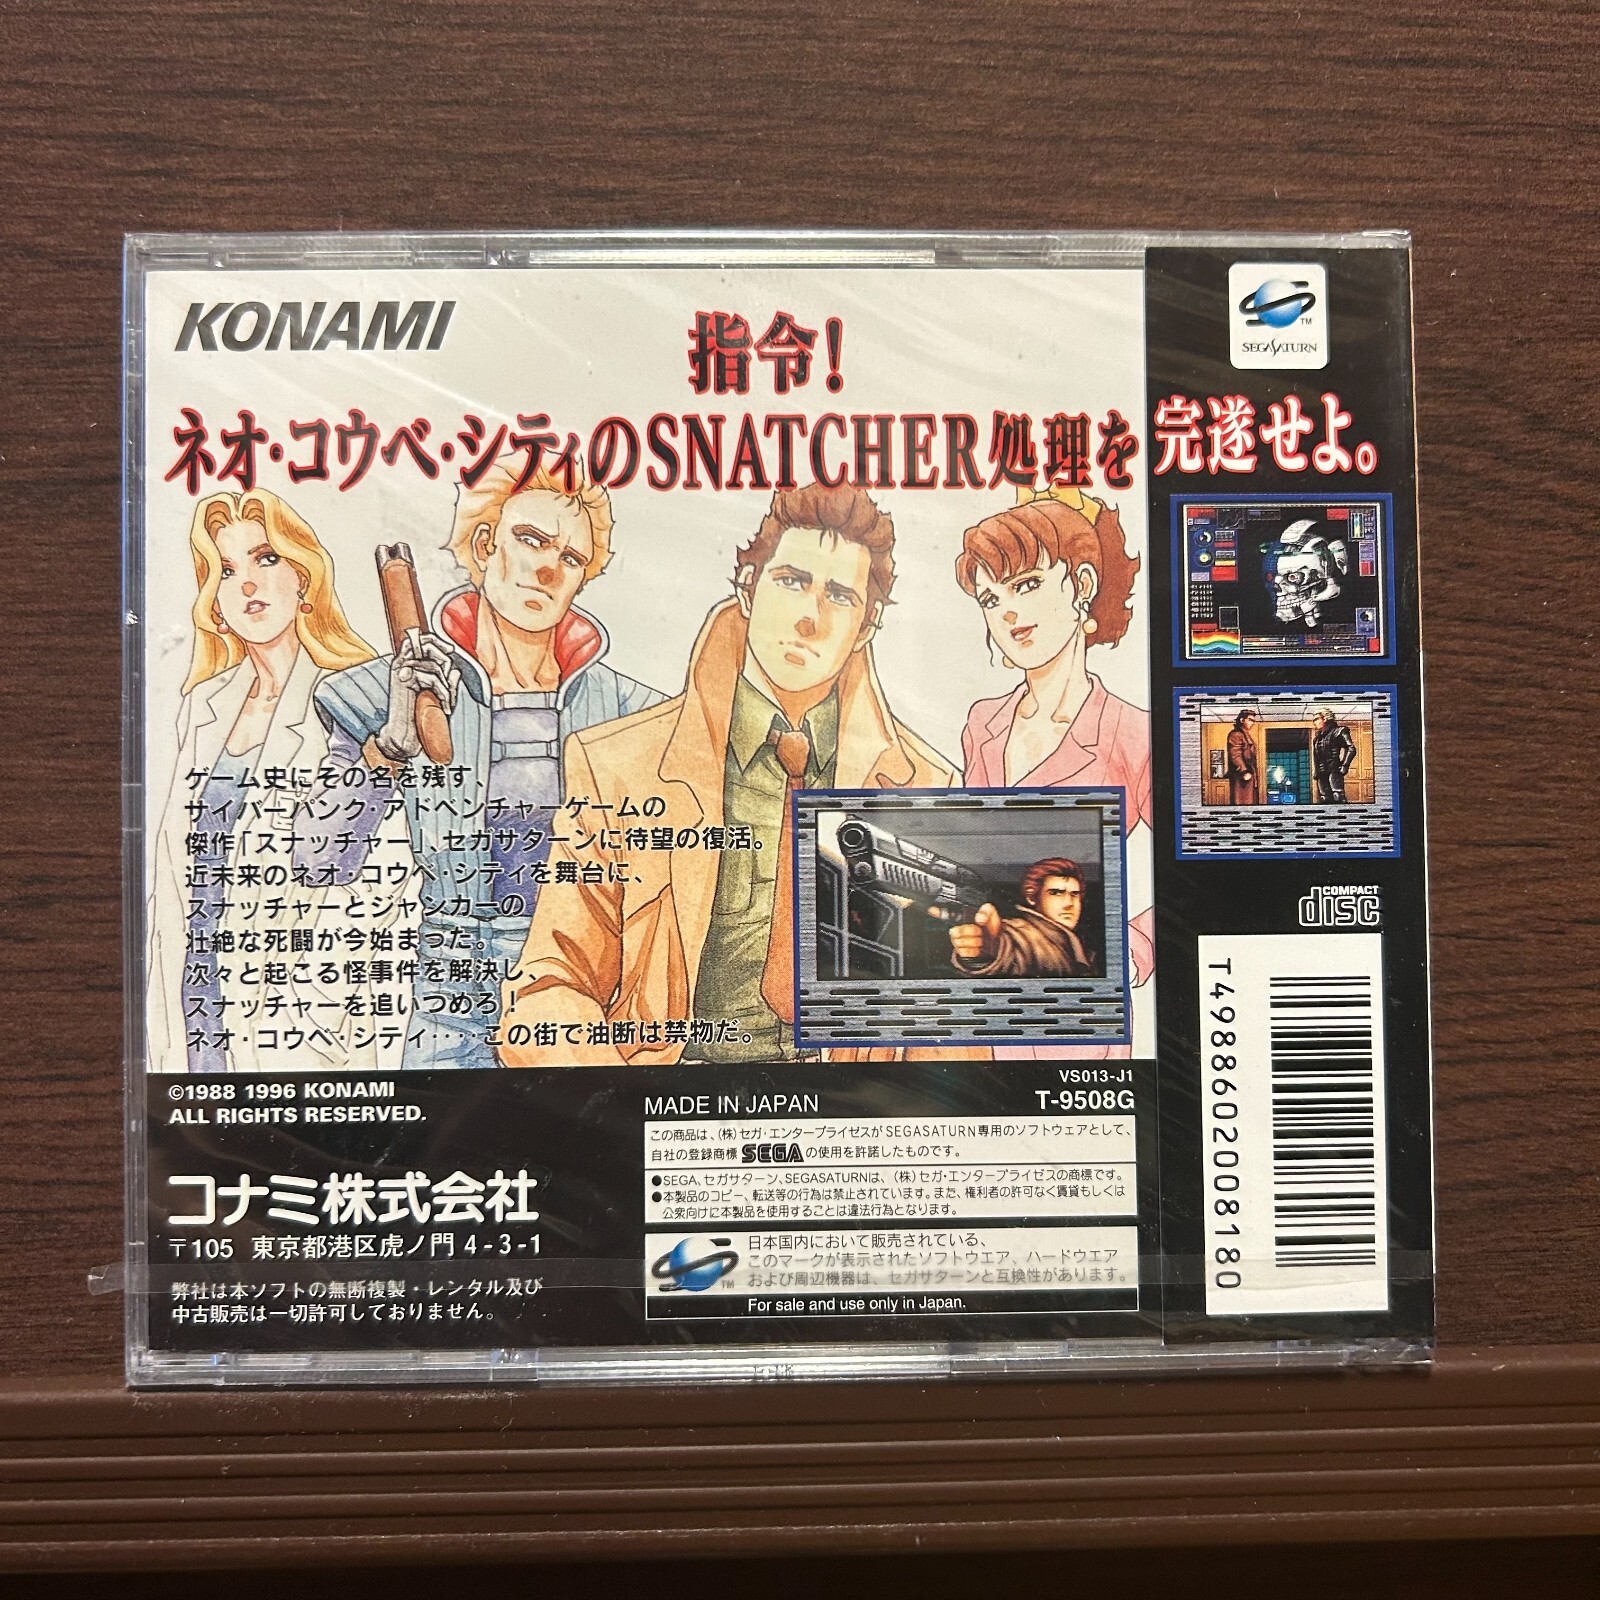 KONAMI
指令!
ネオ・コウベ・シティのSNATCHER処理を完遂せよ。
TM
SEGA SATURN
ゲーム史にその名を残す、
サイバーパンク・アドベンチャーゲームの
傑作「スナッチャー」、セガサターンに待望の復活。
近未来のネオ・コウベ・シティを舞台に、
スナッチャーとジャンカーの
壮絶な死闘が今始まった。
次々と起こる怪事件を解決し、
スナッチャーを追いつめろ!
ネオ・コウベ・シティ‥‥この街で油断は禁物だ。
COMPACT
disc
T4988602008180
©1988 1996 KONAMI
ALL RIGHTS RESERVED.
コナミ株式会社
〒105 東京都港区虎ノ門4-3-1
弊社は本ソフトの無断複製・レンタル及び
中古販売は一切許可しておりません。
VS013-J1
MADE IN JAPAN T-9508G
この商品は、(株)セガ・エンタープライゼスがSEGASATURN専用のソフトウェアとして、
自社の登録商標SEGAの使用を許諾したものです。
●SEGA、セガサターン、SEGASATURNは、(株)セガ・エンタープライゼスの商標です。
●本製品のコピー、転送等の行為は禁止されています。また、権利者の許可なく賃貸もしくは
公衆向けに本製品を使用することは違法行為となります。
TM
日本国内において販売されている、
このマークが表示されたソフトウエア、ハードウエア
および周辺機器は、セガサターンと互換性があります。
For sale and use only in Japan.